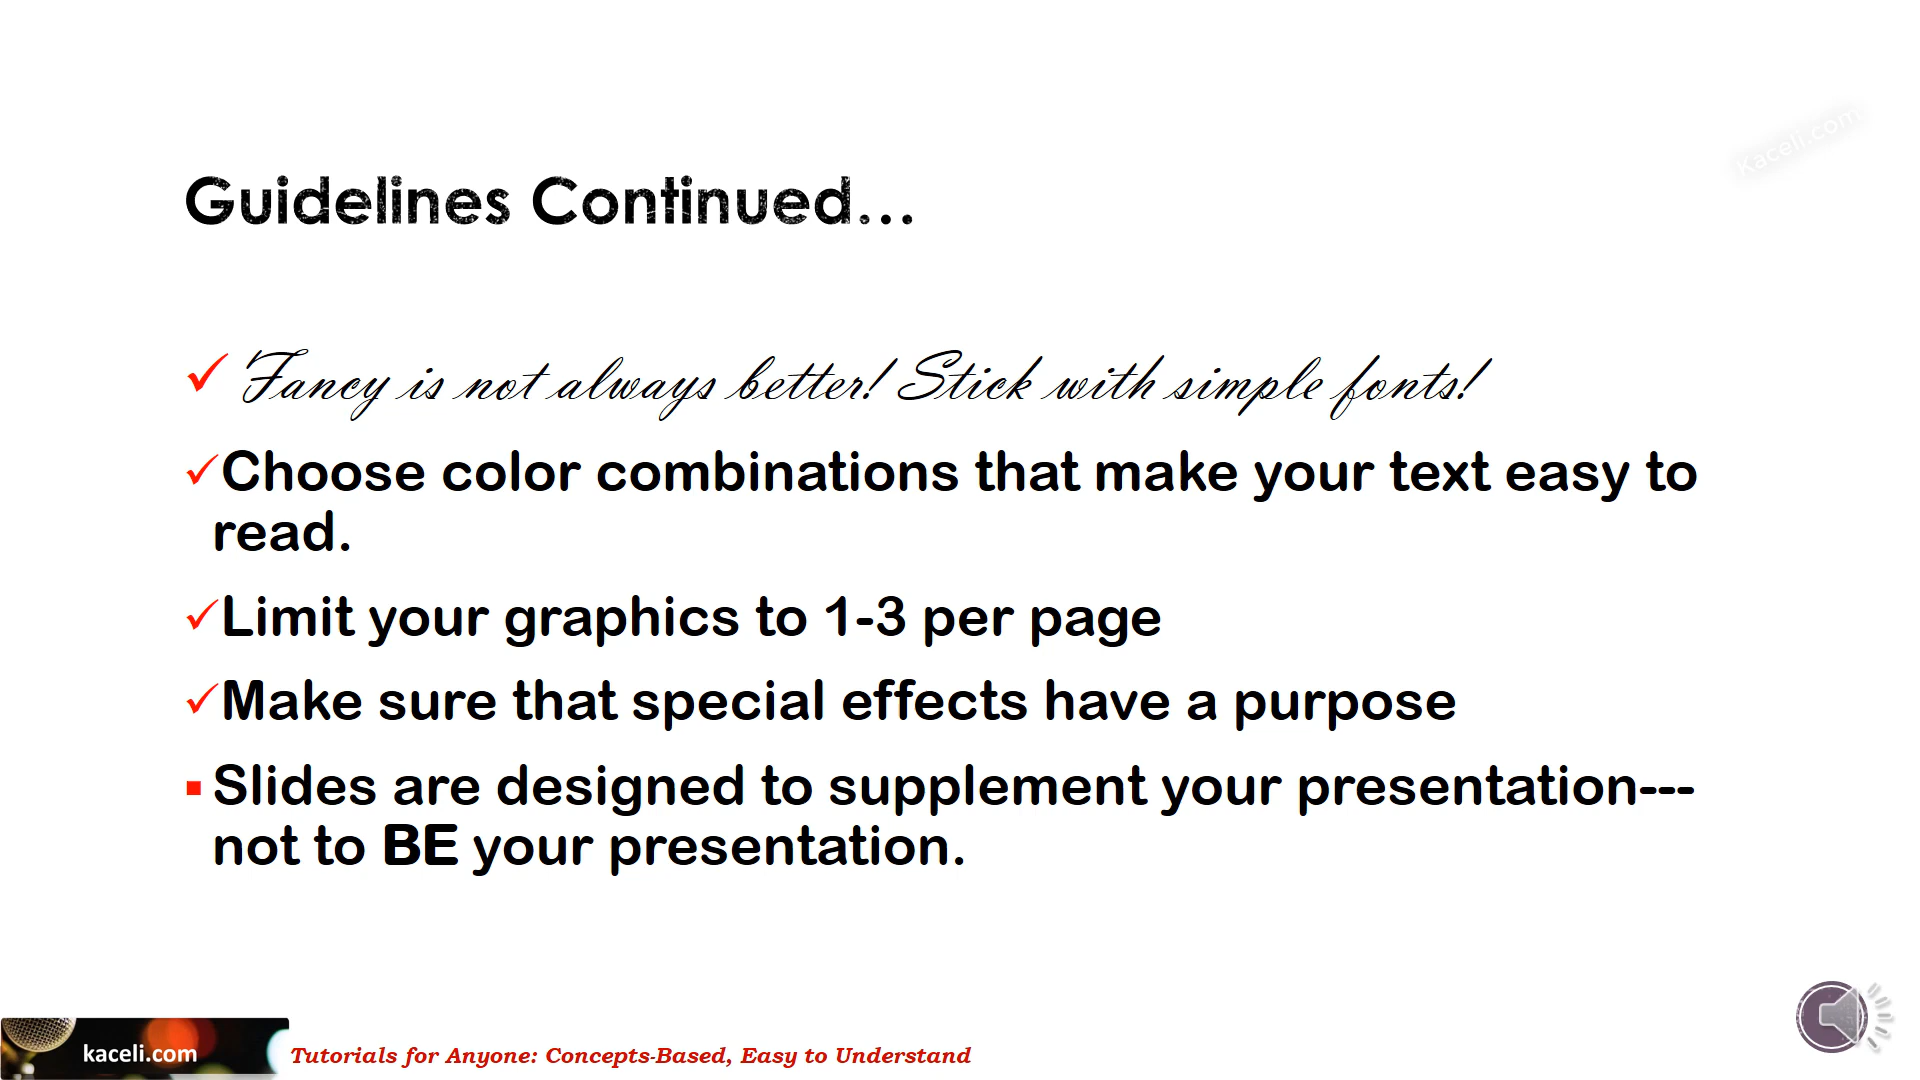 Kaceli.com
Guidelines Continued...
Fancy is not always better! Stick with simple fonts!
Choose color combinations that make your text easy to
read.
Limit your graphics to 1-3 per page
Make sure that special effects have a purpose
Slides are designed to supplement your presentation---
not to BE your presentation.
kaceli.com
Tutorials for Anyone: Concepts-Based, Easy to Understand